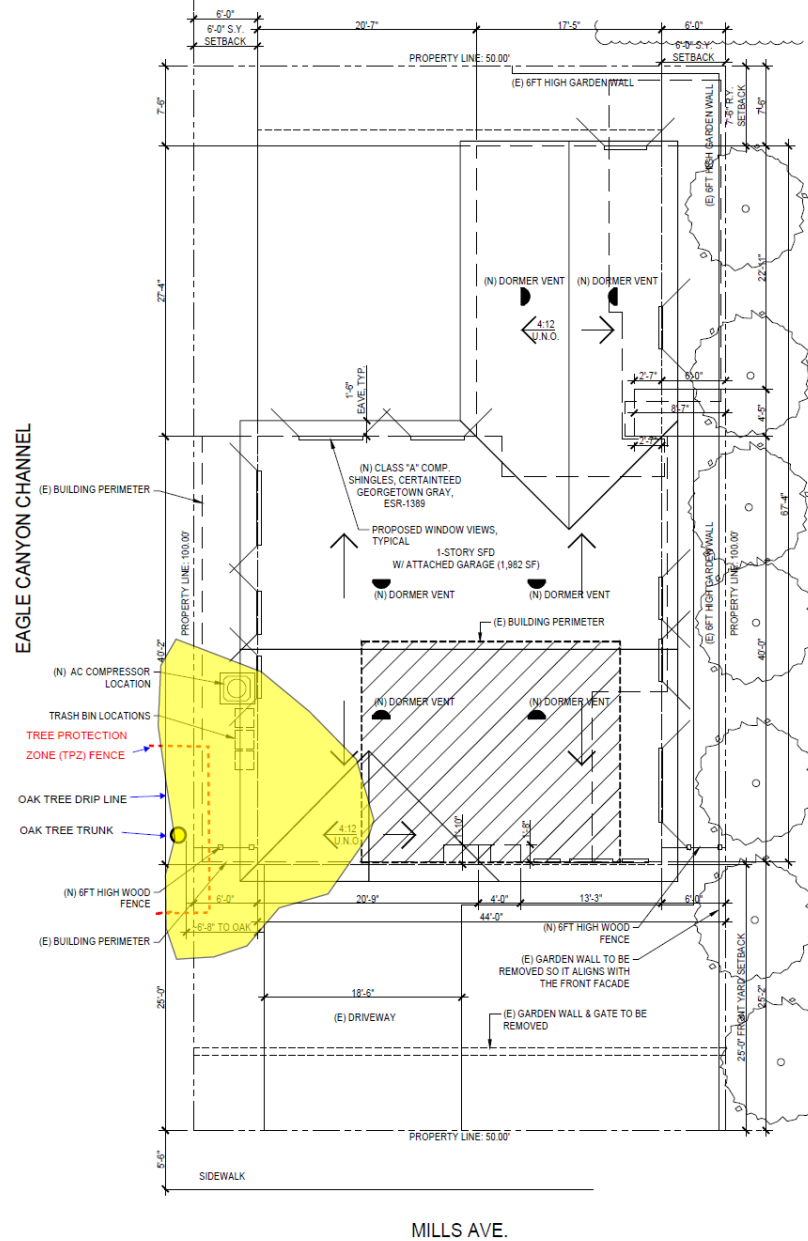 6'-0"
20'-7"
17'-5"
6'-0"
6'-0" S.Y.
SETBACK
6'-0" S.Y.
SETBACK
PROPERTY LINE: 50.00'
(E) 6FT HIGH GARDEN WALL
7'-6"
7'-6" R.Y.
SETBACK
7'-6"
(E) 6FT HIGH GARDEN WALL
27'-4"
22'-11"
(N) DORMER VENT
(N) DORMER VENT
4:12
U.N.O.
1'-6"
EAVE, TYP.
2'-7"
6'-0"
8'-7"
4'-5"
2'-7"
67'-4"
EAGLE CANYON CHANNEL
(E) BUILDING PERIMETER
(N) CLASS "A" COMP.
SHINGLES, CERTAINTEED
GEORGETOWN GRAY,
ESR-1389
PROPOSED WINDOW VIEWS,
TYPICAL
1-STORY SFD
W/ ATTACHED GARAGE (1,982 SF)
PROPERTY LINE: 100.00'
(E) 6FT HIGH GARDEN WALL
PROPERTY LINE: 100.00'
(N) DORMER VENT
(N) DORMER VENT
(E) BUILDING PERIMETER
40'-2"
40'-0"
(N) AC COMPRESSOR
LOCATION
TRASH BIN LOCATIONS
(N) DORMER VENT
(N) DORMER VENT
TREE PROTECTION
ZONE (TPZ) FENCE
OAK TREE DRIP LINE
OAK TREE TRUNK
4:12
U.N.O.
1'-10"
1'-8"
(N) 6FT HIGH WOOD
FENCE
6'-0"
20'-9"
4'-0"
13'-3"
6'-0"
44'-0"
(E) BUILDING PERIMETER
~6'-8" TO OAK
(N) 6FT HIGH WOOD
FENCE
(E) GARDEN WALL TO BE
REMOVED SO IT ALIGNS WITH
THE FRONT FACADE
25'-0"
18'-6"
(E) DRIVEWAY
(E) GARDEN WALL & GATE TO BE
REMOVED
25'-0" FRONT YARD SETBACK
25'-2"
PROPERTY LINE: 50.00'
5'-6"
SIDEWALK
MILLS AVE.